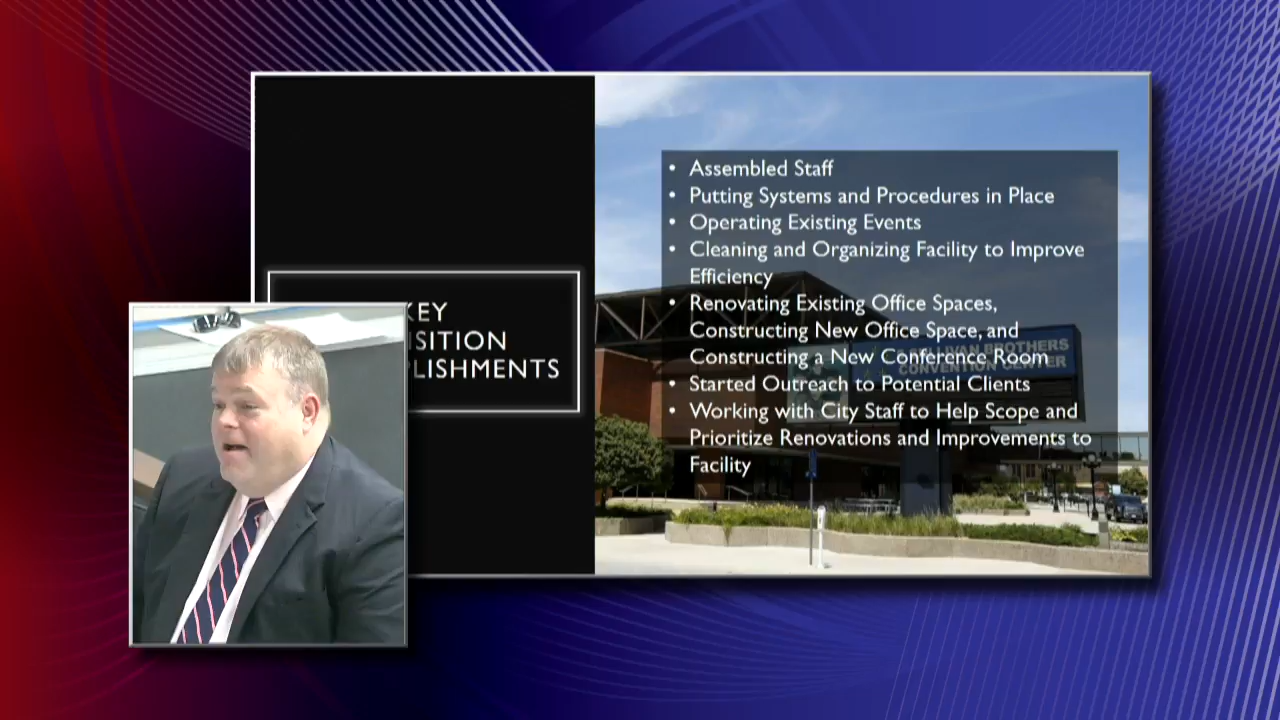 KEY
SITION
PLISHMENTS
• Assembled Staff
• Putting Systems and Procedures in Place
• Operating Existing Events
• Cleaning and Organizing Facility to Improve
Efficiency
• Renovating Existing Office Spaces,
Constructing New Office Space, and
Constructing a New Conference Room
• Started Outreach to Potential Clients
• Working with City Staff to Help Scope and
Prioritize Renovations and Improvements to
Facility
BROTHERS
CONVENTION CENTER